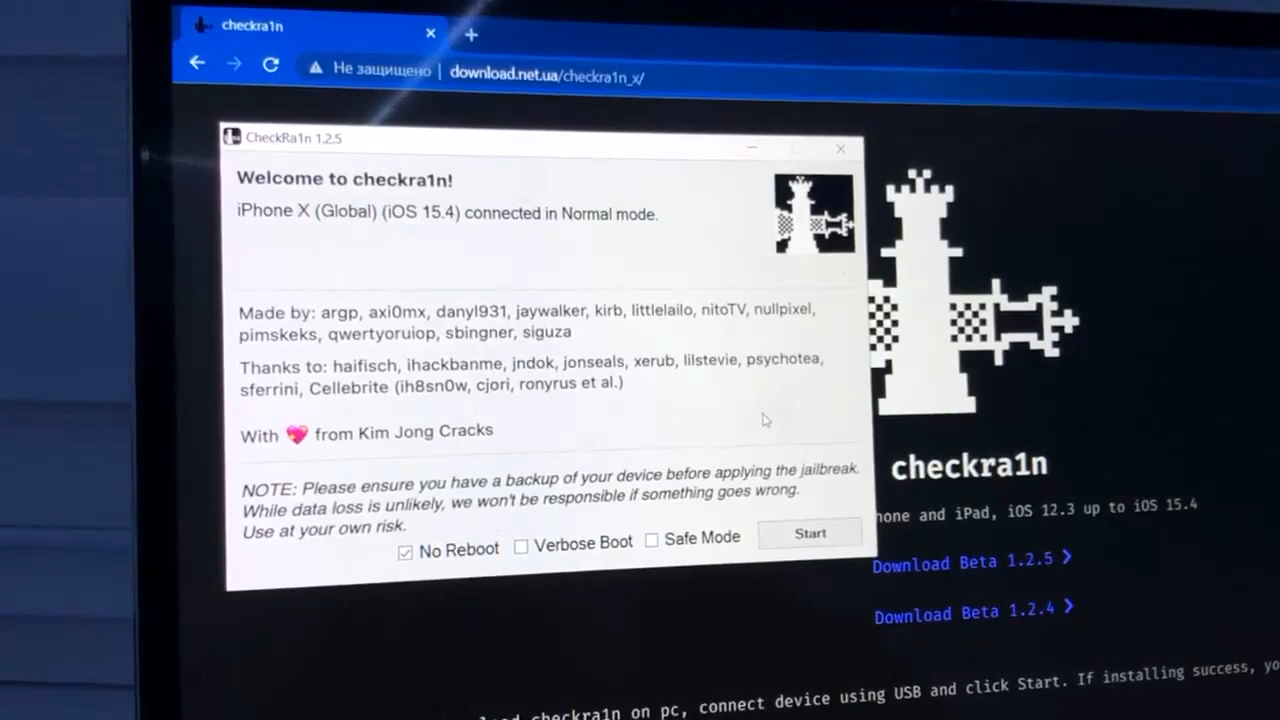 checkra1n
Не защищено | download.net.ua/checkra1n_x/
CheckRa1n 1.2.5
Welcome to checkra1n!
iPhone X (Global) (iOS 15.4) connected in Normal mode.
Made by: argp, axi0mx, danyl931, jaywalker, kirb, littlelailo, nitoTV, nullpixel,
pimskeks, qwertyoruiop, sbingner, siguza
Thanks to: haifisch, ihackbanme, jndok, jonseals, xerub, lilstevie, psychotea,
sferrini, Cellebrite (ih8sn0w, cjori, ronyrus et al.)
With 💖 from Kim Jong Cracks
NOTE: Please ensure you have a backup of your device before applying the jailbreak.
While data loss is unlikely, we won't be responsible if something goes wrong.
Use at your own risk.
No Reboot Verbose Boot Safe Mode Start
checkra1n
and iPad, iOS 12.3 up to iOS 15.4
Download Beta 1.2.5 >
Download Beta 1.2.4 >
checkra1n on pc, connect device using USB and click Start. If installing success,